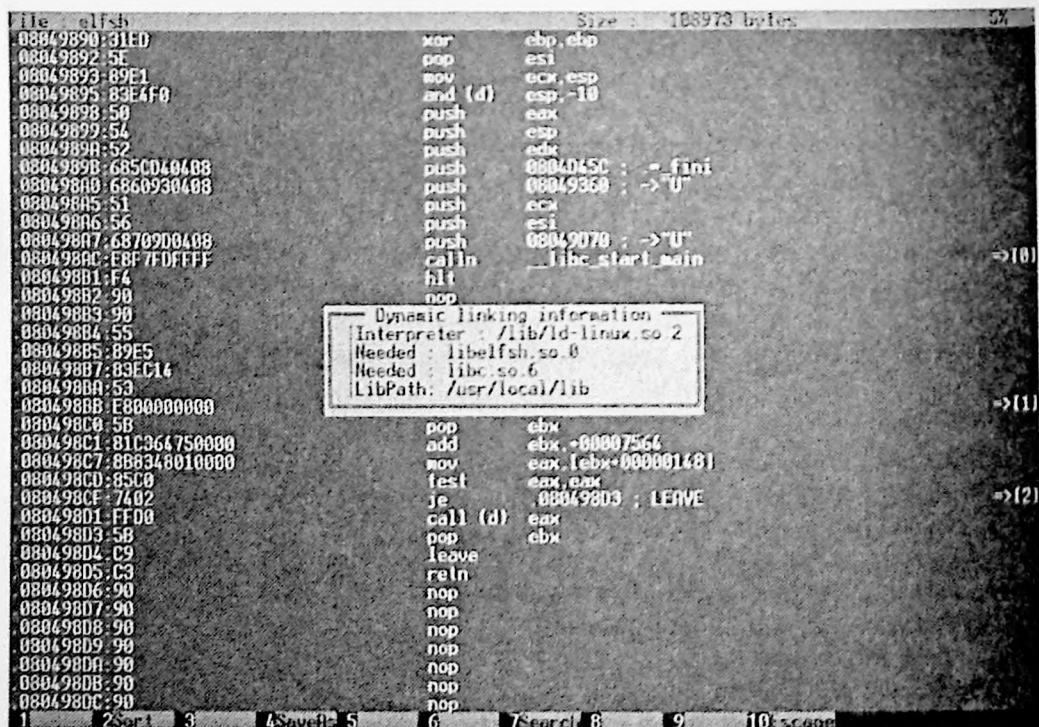 File : elfsh Size : 108973 bytes 5%
.08049890:31ED xor ebp,ebp
.08049892:5E pop esi
.08049893:89E1 mov ecx,esp
.08049895:83E4F0 and (d) esp,-10
.08049898:50 push eax
.08049899:54 push esp
.0804989A:52 push edx
.0804989B:685CD40408 push 0804D45C ; .=_fini
.080498A0:6860930408 push 08049360 ; ->"U"
.080498A5:51 push ecx
.080498A6:56 push esi
.080498A7:68709D0408 push 08049D70 ; ->"U"
.080498AC:E8F7FDFFFF calln __libc_start_main =>[0]
.080498B1:F4 hlt
.080498B2:90 nop
.080498B3:90
.080498B4:55
.080498B5:89E5
.080498B7:83EC14
.080498BA:53
.080498BB:E800000000 =>[1]
Dynamic linking information
Interpreter : /lib/ld-linux.so.2
Needed : libelfsh.so.0
Needed : libc.so.6
LibPath: /usr/local/lib
.080498C0:5B pop ebx
.080498C1:81C364750000 add ebx,+00007564
.080498C7:8B8348010000 mov eax,[ebx+00000148]
.080498CD:85C0 test eax,eax
.080498CF:7402 je .080498D3 ; LEAVE =>[2]
.080498D1:FFD0 call (d) eax
.080498D3:5B pop ebx
.080498D4:C9 leave
.080498D5:C3 retn
.080498D6:90 nop
.080498D7:90 nop
.080498D8:90 nop
.080498D9:90 nop
.080498DA:90 nop
.080498DB:90 nop
.080498DC:90 nop
1 2Sort 3 4SaveAs 5 6 7Search 8 9 10Escape